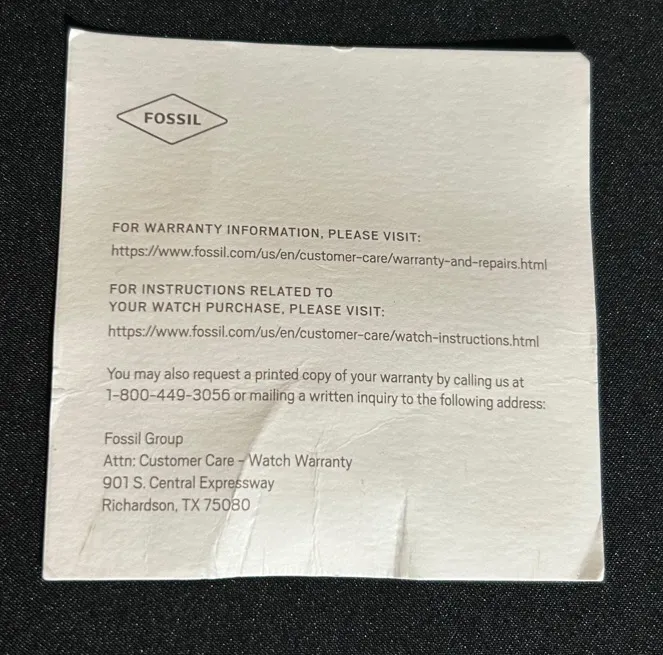 FOSSIL
FOR WARRANTY INFORMATION, PLEASE VISIT:
https://www.fossil.com/us/en/customer-care/warranty-and-repairs.html
FOR INSTRUCTIONS RELATED TO
YOUR WATCH PURCHASE, PLEASE VISIT:
https://www.fossil.com/us/en/customer-care/watch-instructions.html
You may also request a printed copy of your warranty by calling us at
1-800-449-3056 or mailing a written inquiry to the following address:
Fossil Group
Attn: Customer Care - Watch Warranty
901 S. Central Expressway
Richardson, TX 75080